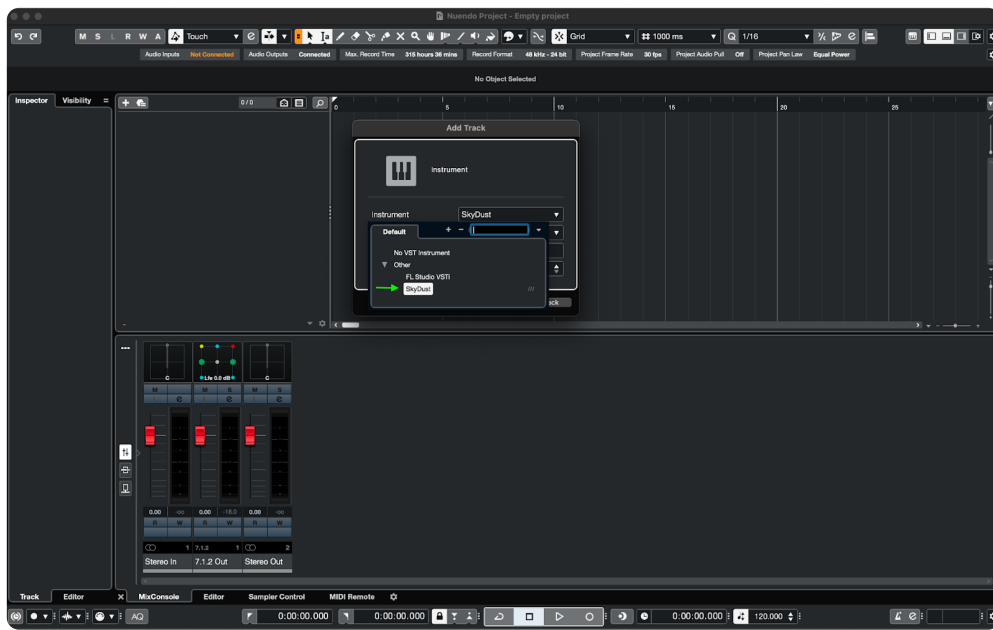 Nuendo Project - Empty project
M S L R W A Touch Grid 1000 ms Q 1/16
Audio Inputs Not Connected Audio Outputs Connected Max. Record Time 315 hours 36 mins Record Format 48 kHz - 24 bit Project Frame Rate 30 fps Project Audio Pull Off Project Pan Law Equal Power
No Object Selected
Inspector Visibility
0 / 0
0 5 10 15 20 25
Add Track
Instrument
Instrument SkyDust
Default + -
No VST Instrument
Other
FL Studio VSTi
SkyDust
ack
C Lfe 0.0 dB C
M M S M S
e e e
0.00 -oo 0.00 -16.0 0.00 -oo
R W R W R W
1 7.1.2 1 2
Stereo In 7.1.2 Out Stereo Out
Track Editor X MixConsole Editor Sampler Control MIDI Remote
AQ 0:00:00.000 0:00:00.000 0:00:00.000 120.000